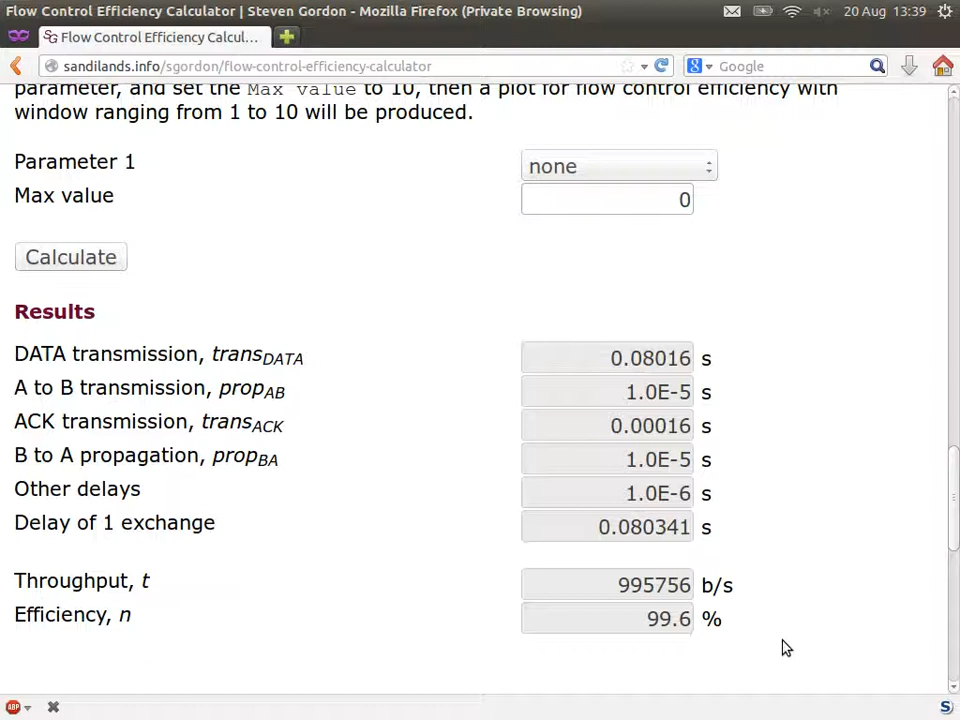 Flow Control Efficiency Calculator | Steven Gordon - Mozilla Firefox (Private Browsing)
20 Aug 13:39
Flow Control Efficiency Calcul...
sandilands.info/sgordon/flow-control-efficiency-calculator
Google
parameter, and set the Max value to 10, then a plot for flow control efficiency with
window ranging from 1 to 10 will be produced.
Parameter 1 none
Max value 0
Calculate
Results
DATA transmission, transDATA 0.08016 s
A to B transmission, propAB 1.0E-5 s
ACK transmission, transACK 0.00016 s
B to A propagation, propBA 1.0E-5 s
Other delays 1.0E-6 s
Delay of 1 exchange 0.080341 s
Throughput, t 995756 b/s
Efficiency, n 99.6 %
ABP
S